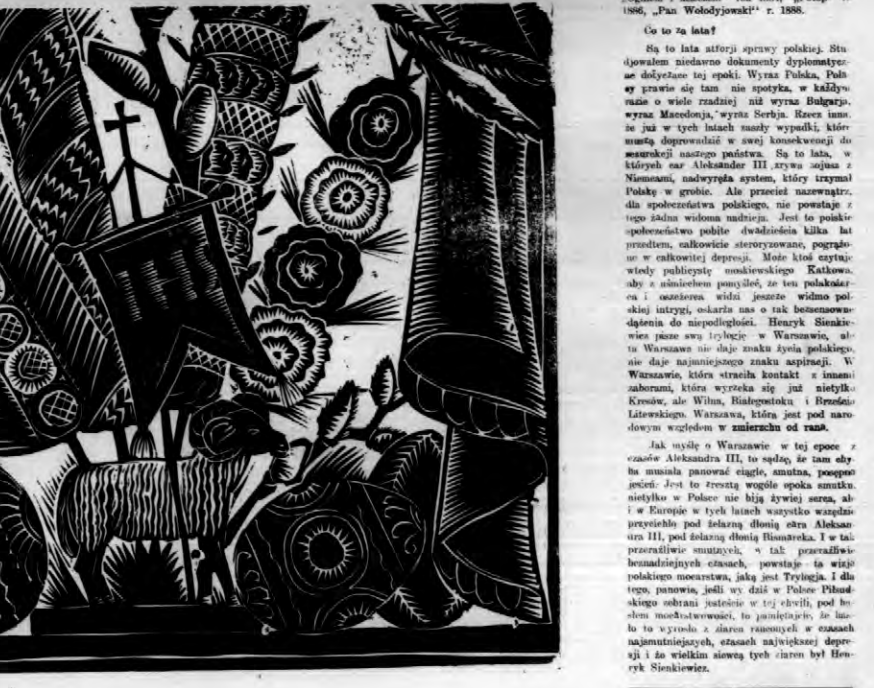 1886, „Pan Wołodyjowski“ r. 1888.
Co to za lata?
Są to lata atforji sprawy polskiej. Stu
djowałem niedawno dokumenty dyplomatycz-
ne dotyczące tej epoki. Wyraz Polska, Pola
cy prawie się tam nie spotyka, w każdym
razie o wiele rzadziej niż wyraz Bułgarja,
wyraz Macedonja, wyraz Serbja. Rzecz inna,
że już w tych latach zaszły wypadki, które
muszą doprowadzić w swej konsekwencji do
resurekcji naszego państwa. Są to lata, w
których car Aleksander III zrywa sojusz z
Niemcami, nadwyręża system, który trzymał
Polskę w grobie. Ale przecież nazewnątrz,
dla społeczeństwa polskiego, nie powstaje z
tego żadna widoma nadzieja. Jest to polskie
społeczeństwo pobite dwadzieścia kilka lat
przedtem, całkowicie steroryzowane, pogrążo-
ne w całkowitej depresji. Może ktoś czytuje
wtedy publicystę moskiewskiego Katkowa,
aby z uśmiechem pomyśleć, że ten polakożer-
ca i oszczerca widzi jeszcze widmo pol-
skiej intrygi, oskarża nas o tak bezsensowne
dążenia do niepodległości. Henryk Sienkie-
wicz pisze swą trylogję w Warszawie, ale
ta Warszawa nie daje znaku życia polskiego,
nie daje najmniejszego znaku aspiracji. W
Warszawie, która straciła kontakt z innemi
zaborami, która wyrzeka się już nietylko
Kresów, ale Wilna, Białegostoku i Brześcia
Litewskiego. Warszawa, która jest pod naro-
dowym względem w zmierzchu od rana.
Jak myślę o Warszawie w tej epoce z
czasów Aleksandra III, to sądzę, że tam chy-
ba musiała panować ciągle, smutna, posępna
jesień. Jest to zresztą wogóle epoka smutku,
nietylko w Polsce nie biją żywiej serca, ale
i w Europie w tych latach wszystko wszędzie
przycichło pod żelazną dłonią cara Aleksan
dra III, pod żelazną dłonią Bismarcka. I w tak
przeraźliwie smutnych, w tak przeraźliwie
beznadziejnych czasach, powstaje ta wizja
polskiego mocarstwa, jaką jest Trylogja. I dla
tego, panowie, jeśli wy dziś w Polsce Piłsud-
skiego zebrani jesteście w tej chwili, pod ha-
słem mocarstwowości, to pamiętajcie, że has-
ło to wyrosło z ziaren rzuconych w czasach
najsmutniejszych, czasach największej depre-
sji i że wielkim siewcą tych ziaren był Hen-
ryk Sienkiewicz.